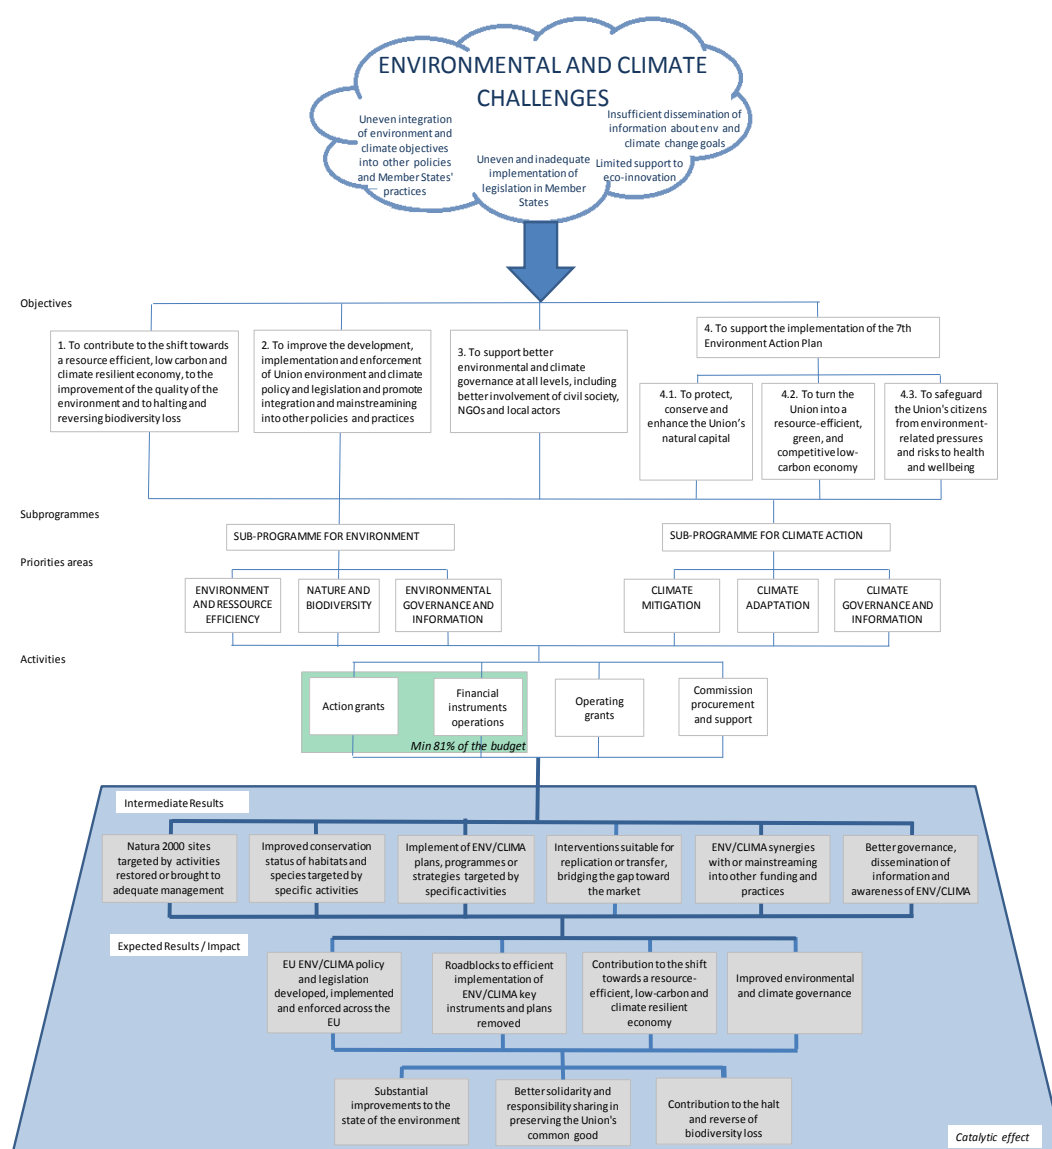 ENVIRONMENTAL AND CLIMATE
CHALLENGES
Uneven integration
of environment and
climate objectives
into other policies
and Member States'
practices
Uneven and inadequate
implementation of
legislation in Member
States
Insufficient dissemination of
information about env and
climate change goals
Limited support to
eco-innovation
Objectives
1. To contribute to the shift towards
a resource efficient, low carbon and
climate resilient economy, to the
improvement of the quality of the
environment and to halting and
reversing biodiversity loss
2. To improve the development,
implementation and enforcement
of Union environment and climate
policy and legislation and promote
integration and mainstreamining
into other policies and practices
3. To support better
environmental and climate
governance at all levels, including
better involvement of civil society,
NGOs and local actors
4. To support the implementation of the 7th
Environment Action Plan
4.1. To protect,
conserve and
enhance the Union's
natural capital
4.2. To turn the
Union into a
resource-efficient,
green, and
competitive low-
carbon economy
4.3. To safeguard
the Union's citizens
from environment-
related pressures
and risks to health
and wellbeing
Subprogrammes
SUB-PROGRAMME FOR ENVIRONMENT
SUB-PROGRAMME FOR CLIMATE ACTION
Priorities areas
ENVIRONMENT
AND RESSOURCE
EFFICIENCY
NATURE AND
BIODIVERSITY
ENVIRONMENTAL
GOVERNANCE AND
INFORMATION
CLIMATE
MITIGATION
CLIMATE
ADAPTATION
CLIMATE
GOVERNANCE AND
INFORMATION
Activities
Action grants
Financial
instruments
operations
Min 81% of the budget
Operating
grants
Commission
procurement
and support
Intermediate Results
Natura 2000 sites
targeted by activities
restored or brought to
adequate management
Improved conservation
status of habitats and
species targeted by
specific activities
Implement of ENV/CLIMA
plans, programmes or
strategies targeted by
specific activities
Interventions suitable for
replication or transfer,
bridging the gap toward
the market
ENV/CLIMA synergies
with or mainstreaming
into other funding and
practices
Better governance,
dissemination of
information and
awareness of ENV/CLIMA
Expected Results / Impact
EU ENV/CLIMA policy
and legislation
developed, implemented
and enforced across the
EU
Roadblocks to efficient
implementation of
ENV/CLIMA key
instruments and plans
removed
Contribution to the shift
towards a resource-
efficient, low-carbon and
climate resilient
economy
Improved environmental
and climate governance
Substantial
improvements to the
state of the environment
Better solidarity and
responsibility sharing in
preserving the Union's
common good
Contribution to the halt
and reverse of
biodiversity loss
Catalytic effect